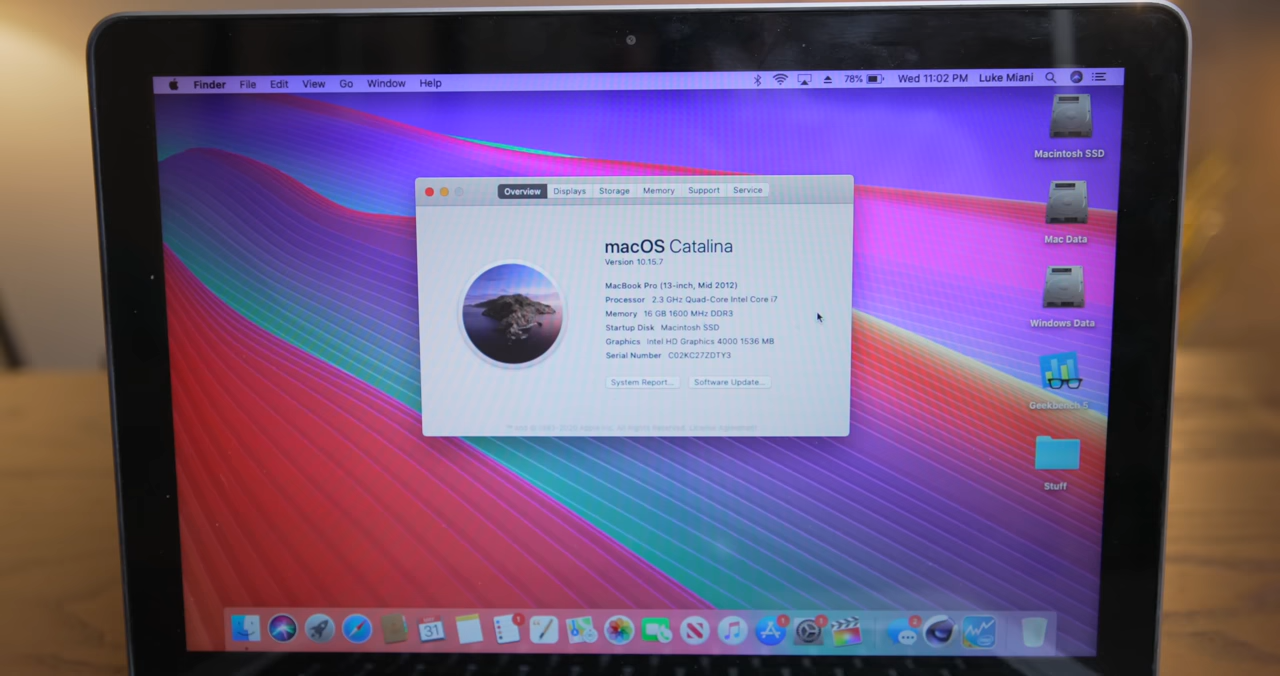 Finder File Edit View Go Window Help 78% Wed 11:02 PM Luke Miani
Macintosh SSD
Mac Data
Windows Data
Geekbench 5
Stuff
Overview Displays Storage Memory Support Service
macOS Catalina
Version 10.15.7
MacBook Pro (13-inch, Mid 2012)
Processor 2.3 GHz Quad-Core Intel Core i7
Memory 16 GB 1600 MHz DDR3
Startup Disk Macintosh SSD
Graphics Intel HD Graphics 4000 1536 MB
Serial Number C02KC27ZDTY3
System Report... Software Update...
31